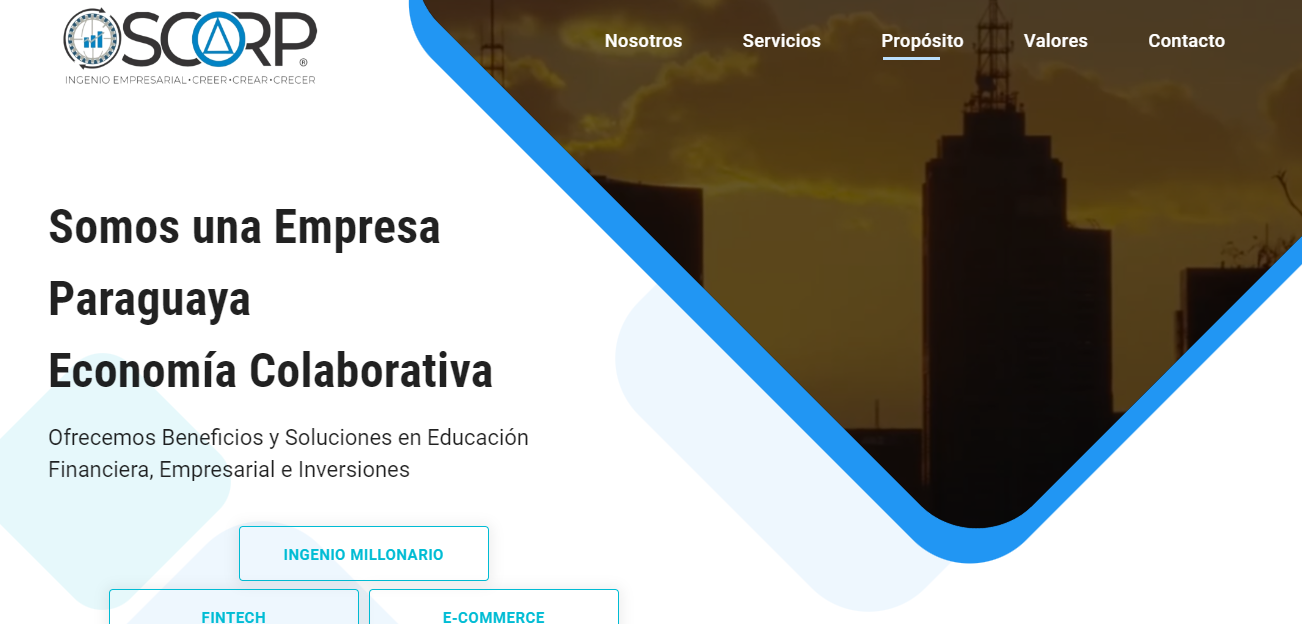 SCORP®
INGENIO EMPRESARIAL•CREER•CREAR•CRECER
Nosotros Servicios Propósito Valores Contacto
Somos una Empresa
Paraguaya
Economía Colaborativa
Ofrecemos Beneficios y Soluciones en Educación
Financiera, Empresarial e Inversiones
INGENIO MILLONARIO
FINTECH E-COMMERCE